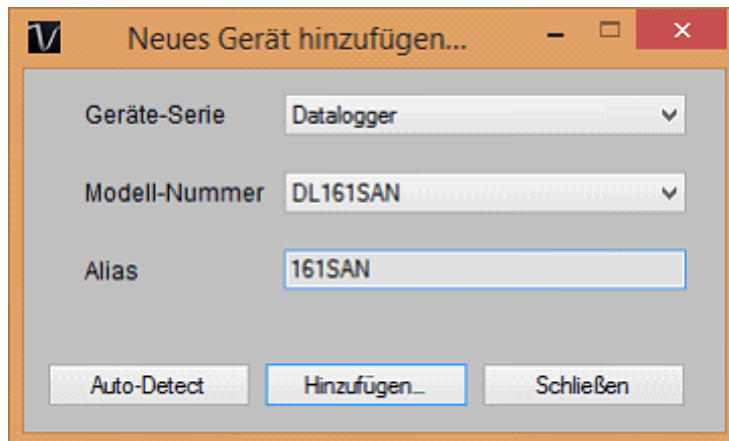 Neues Gerät hinzufügen...
Geräte-Serie Datalogger
Modell-Nummer DL161SAN
Alias 161SAN
Auto-Detect Hinzufügen... Schließen